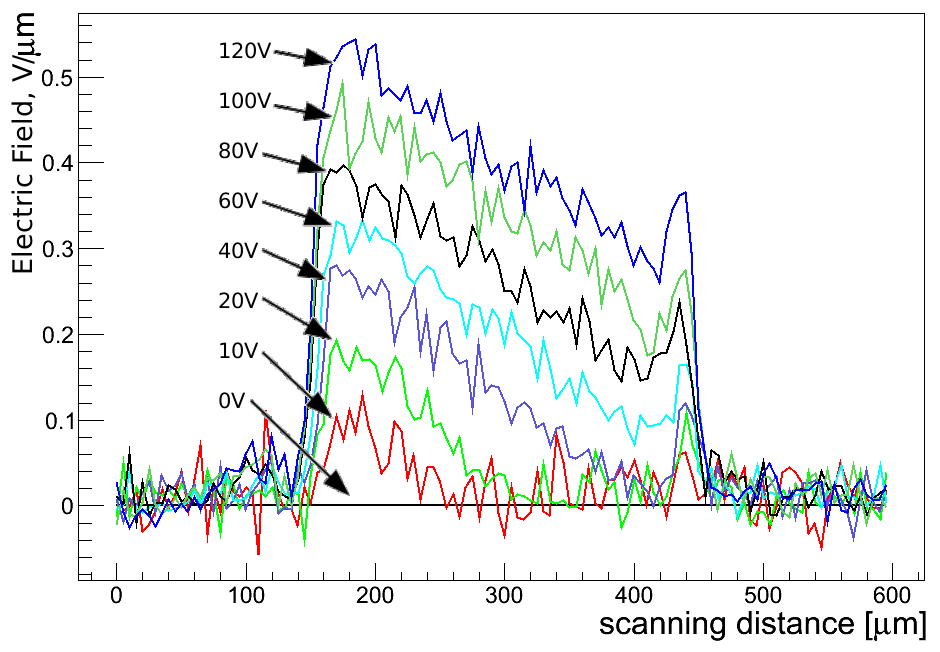 Electric Field, V/μm
0.5
0.4
0.3
0.2
0.1
0
120V
100V
80V
60V
40V
20V
10V
0V
0 100 200 300 400 500 600
scanning distance [μm]